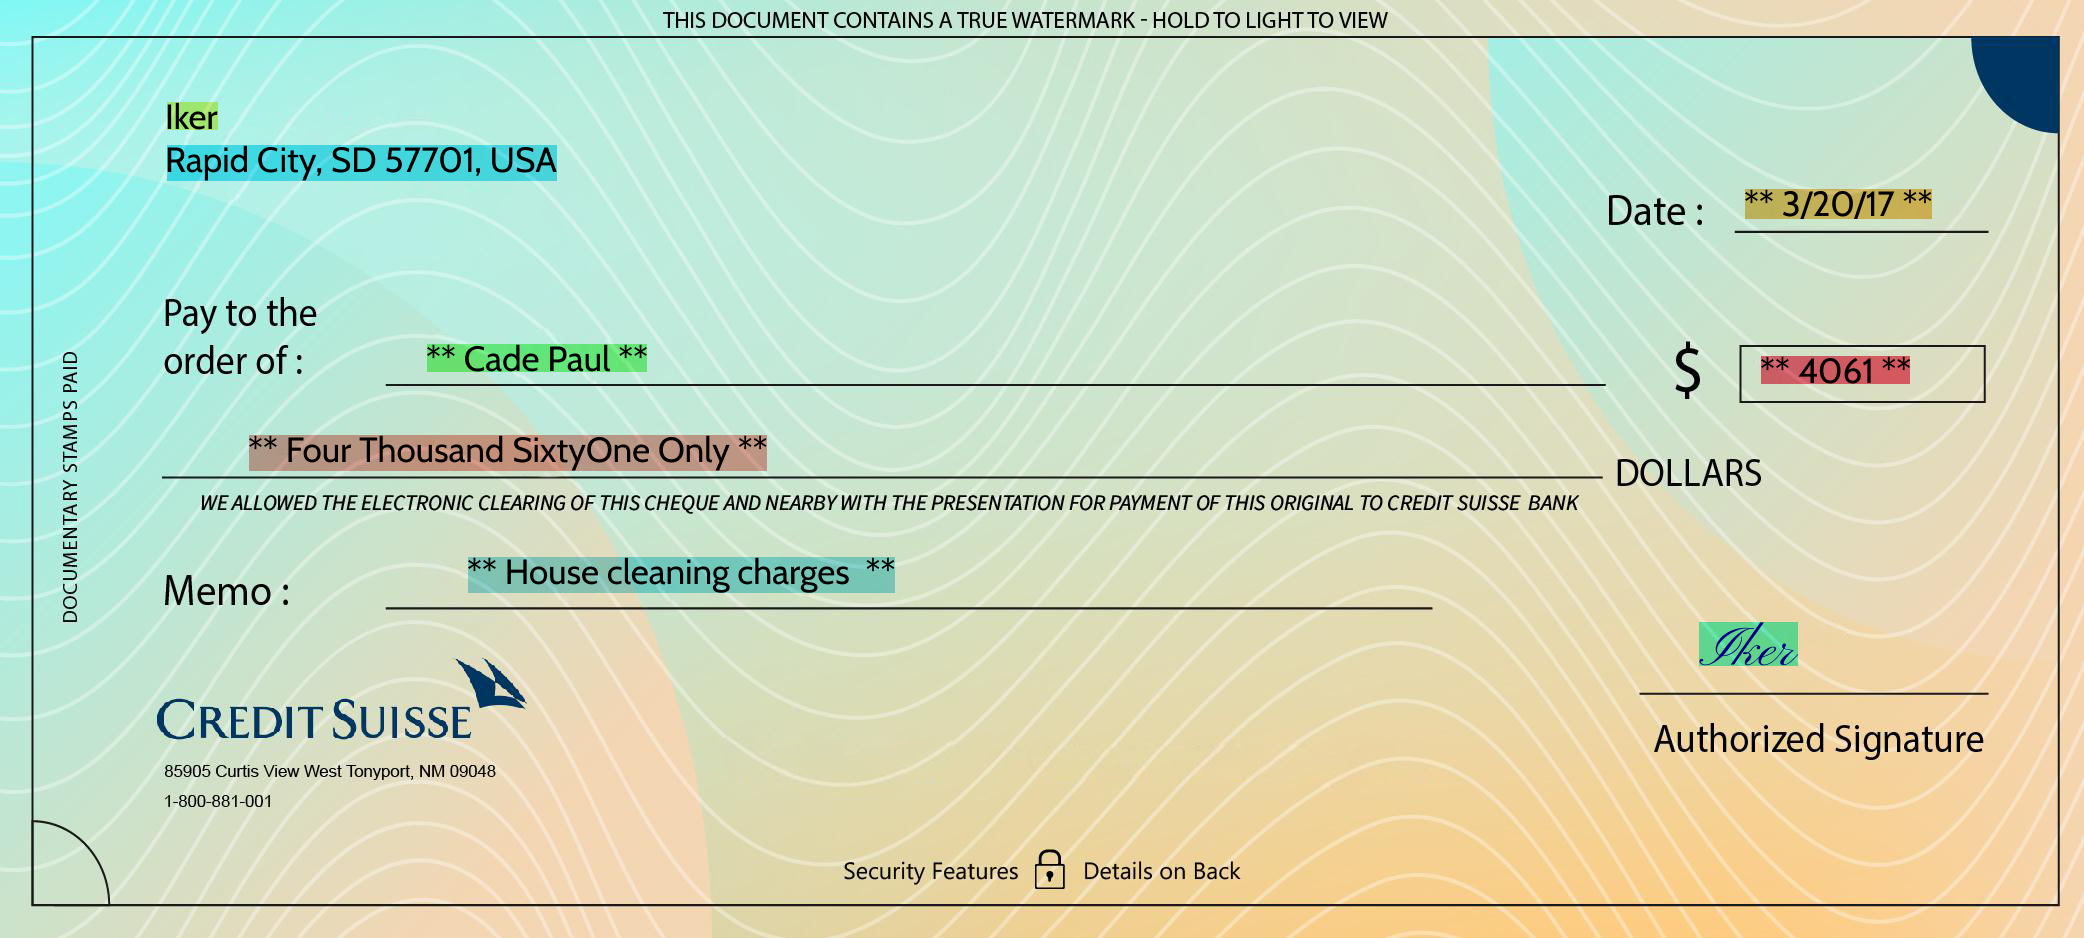 THIS DOCUMENT CONTAINS A TRUE WATERMARK - HOLD TO LIGHT TO VIEW
Iker
Rapid City, SD 57701, USA
Date : ** 3/20/17 **
Pay to the
order of : ** Cade Paul **
$ ** 4061 **
** Four Thousand SixtyOne Only **
DOLLARS
WE ALLOWED THE ELECTRONIC CLEARING OF THIS CHEQUE AND NEARBY WITH THE PRESENTATION FOR PAYMENT OF THIS ORIGINAL TO CREDIT SUISSE BANK
DOCUMENTARY STAMPS PAID
Memo : ** House cleaning charges **
Iker
Authorized Signature
CREDIT SUISSE
85905 Curtis View West Tonyport, NM 09048
1-800-881-001
Security Features Details on Back